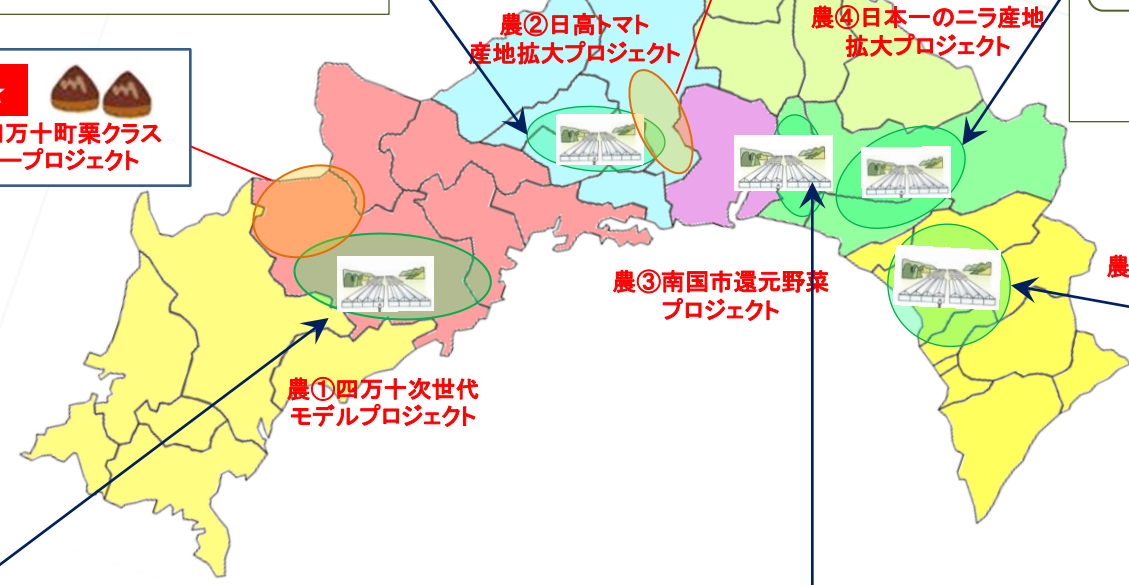 農②日高トマト
産地拡大プロジェクト
農④日本一のニラ産地
拡大プロジェクト
万十町栗クラス
ープロジェクト
農③南国市還元野菜
プロジェクト
農
農①四万十次世代
モデルプロジェクト